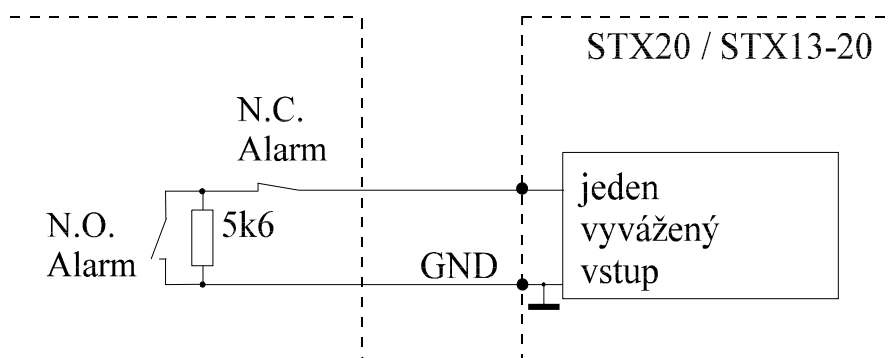 STX20 / STX13-20
N.C.
Alarm
N.O.
Alarm
5k6
GND
jeden
vyvážený
vstup